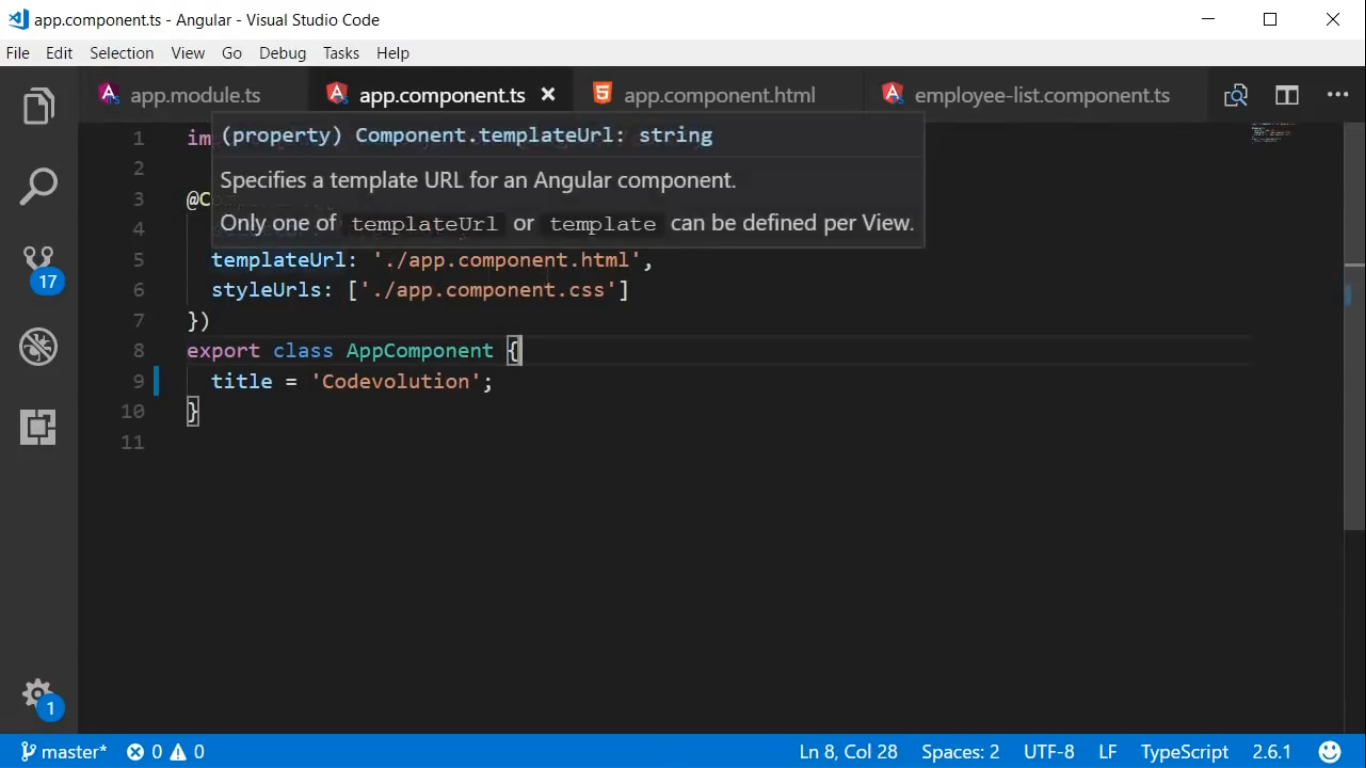 app.component.ts - Angular - Visual Studio Code
File Edit Selection View Go Debug Tasks Help
app.module.ts app.component.ts app.component.html employee-list.component.ts
1 im
(property) Component.templateUrl: string
2
Specifies a template URL for an Angular component.
3 @C
4 Only one of templateUrl or template can be defined per View.
5 templateUrl: './app.component.html',
6 styleUrls: ['./app.component.css']
7 })
8 export class AppComponent {
9 title = 'Codevolution';
10 }
11
17
1
master* 0 0 Ln 8, Col 28 Spaces: 2 UTF-8 LF TypeScript 2.6.1